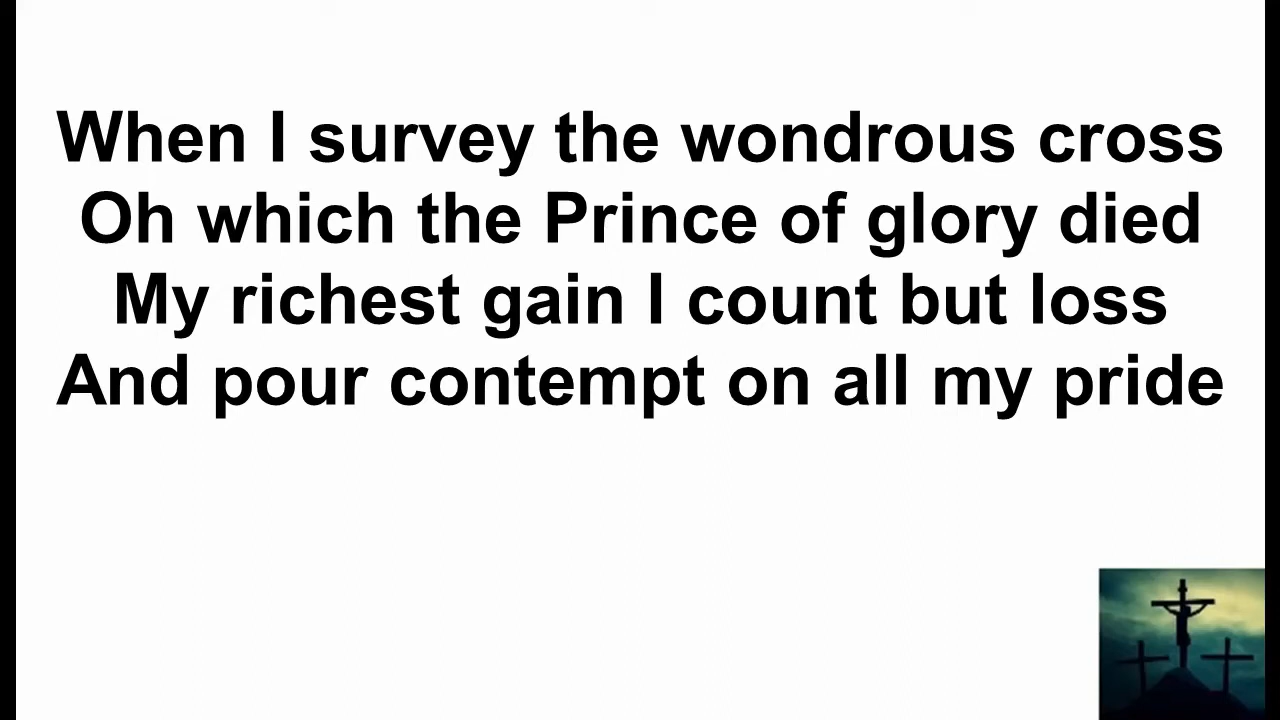 When I survey the wondrous cross
Oh which the Prince of glory died
My richest gain I count but loss
And pour contempt on all my pride